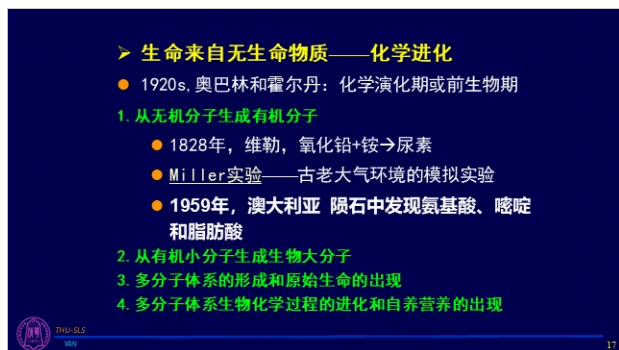 ➢ 生命来自无生命物质——化学进化
● 1920s,奥巴林和霍尔丹：化学演化期或前生物期
1.从无机分子生成有机分子
● 1828年，维勒，氧化铅+铵→尿素
● Miller实验——古老大气环境的模拟实验
● 1959年，澳大利亚 陨石中发现氨基酸、嘧啶
和脂肪酸
2.从有机小分子生成生物大分子
3.多分子体系的形成和原始生命的出现
4.多分子体系生物化学过程的进化和自养营养的出现
THU-SLS
YAN
17